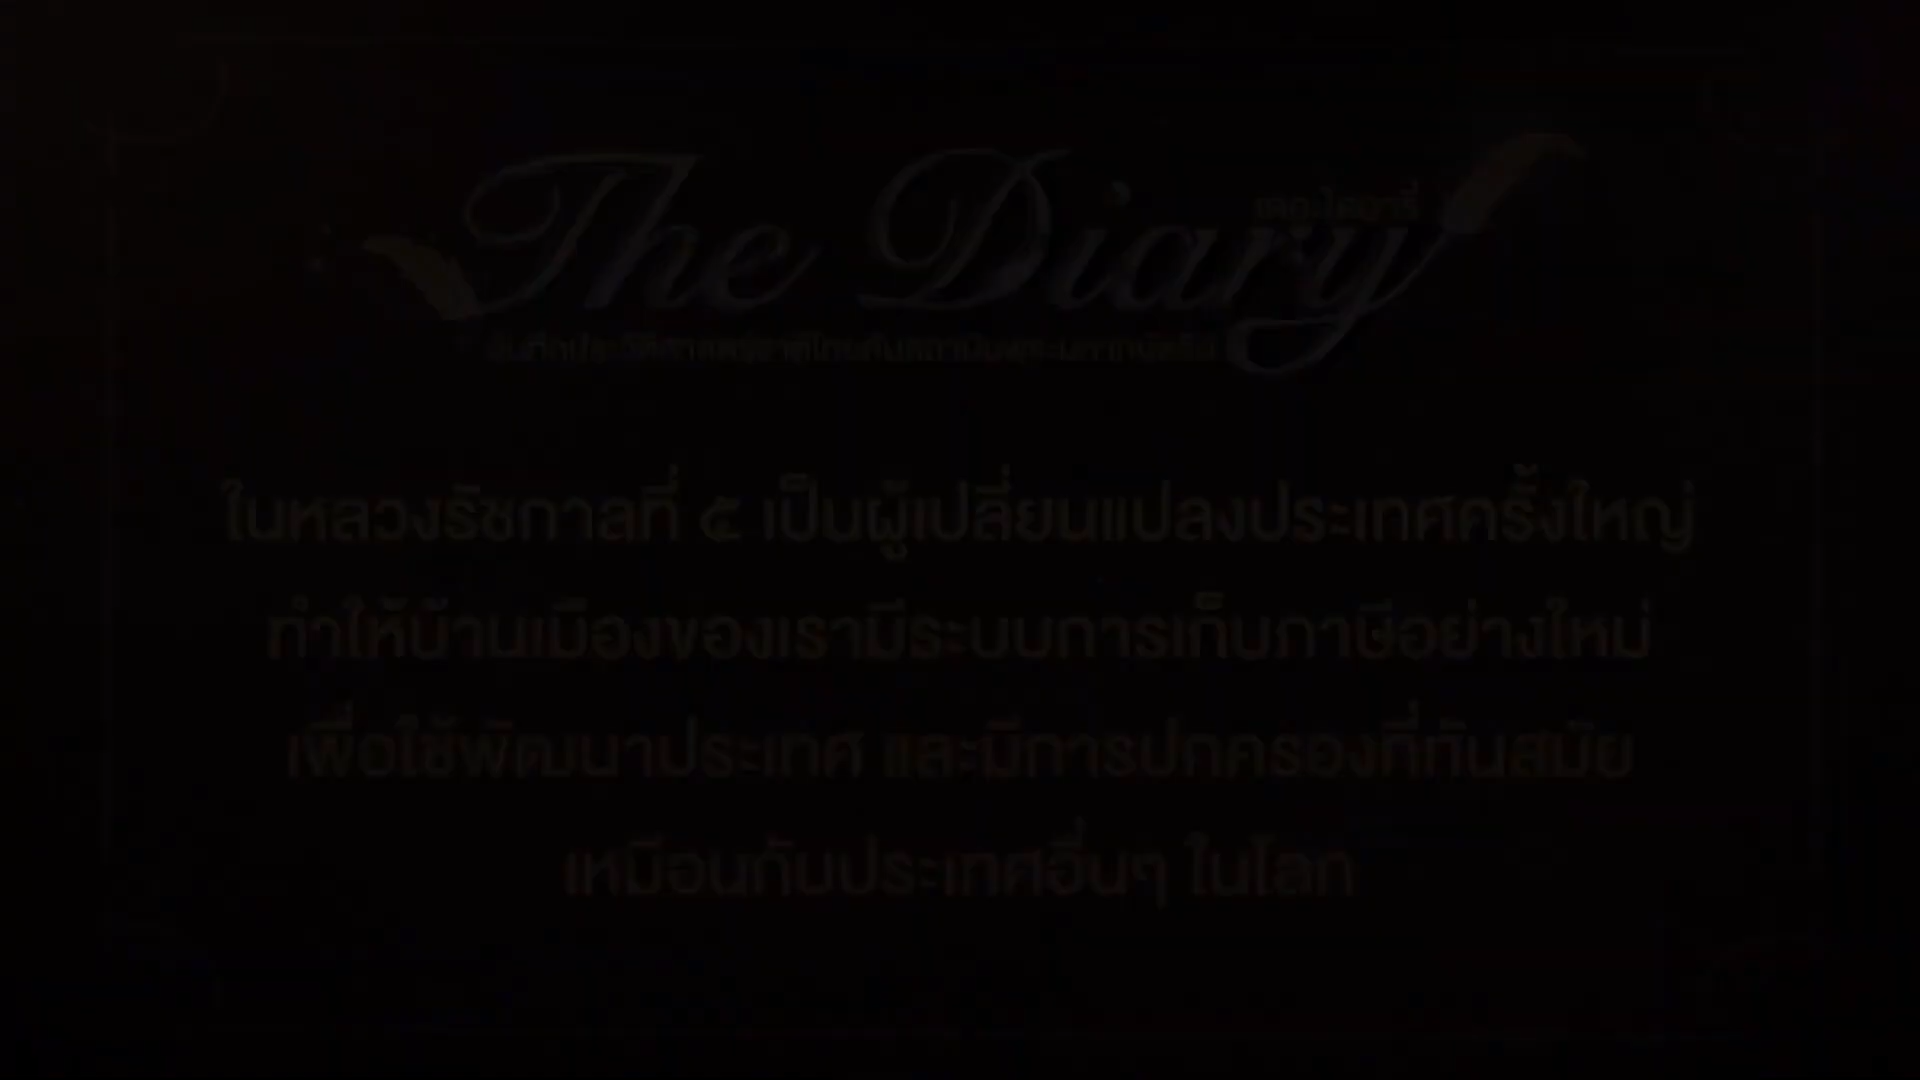 The Diary
เดอะไดอารี่
ในหลวงรัชกาลที่ ๕ เป็นผู้เปลี่ยนแปลงประเทศครั้งใหญ่
ทำให้บ้านเมืองของเรามีระบบการเก็บภาษีอย่างใหม่
เพื่อใช้พัฒนาประเทศ และมีการปกครองที่ทันสมัย
เหมือนกับประเทศอื่นๆ ในโลก